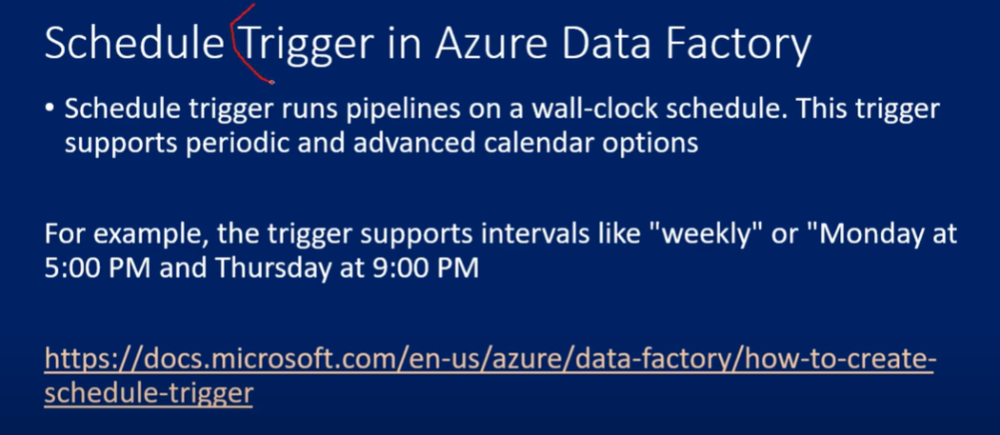 Schedule Trigger in Azure Data Factory
• Schedule trigger runs pipelines on a wall-clock schedule. This trigger
supports periodic and advanced calendar options
For example, the trigger supports intervals like "weekly" or "Monday at
5:00 PM and Thursday at 9:00 PM
https://docs.microsoft.com/en-us/azure/data-factory/how-to-create-
schedule-trigger